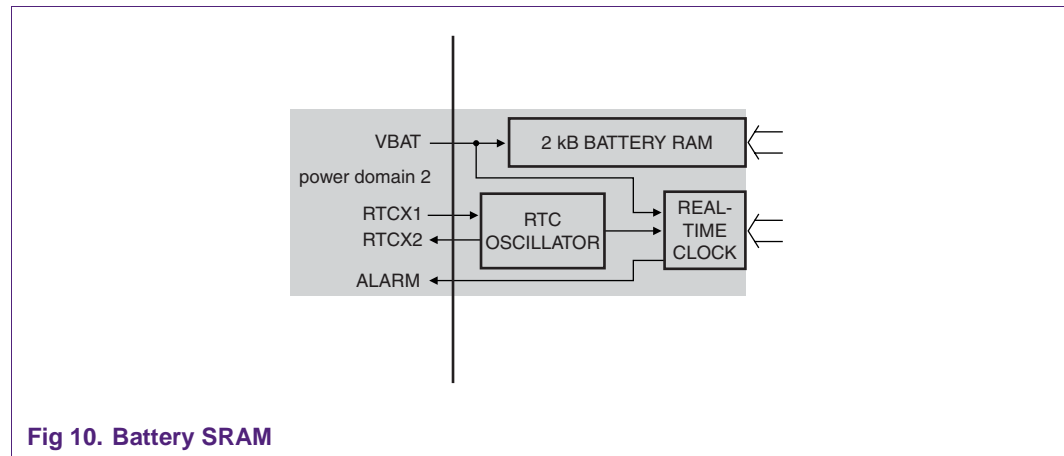 VBAT
2 kB BATTERY RAM
power domain 2
RTCX1
RTCX2
RTC
OSCILLATOR
REAL-
TIME
CLOCK
ALARM
Fig 10. Battery SRAM